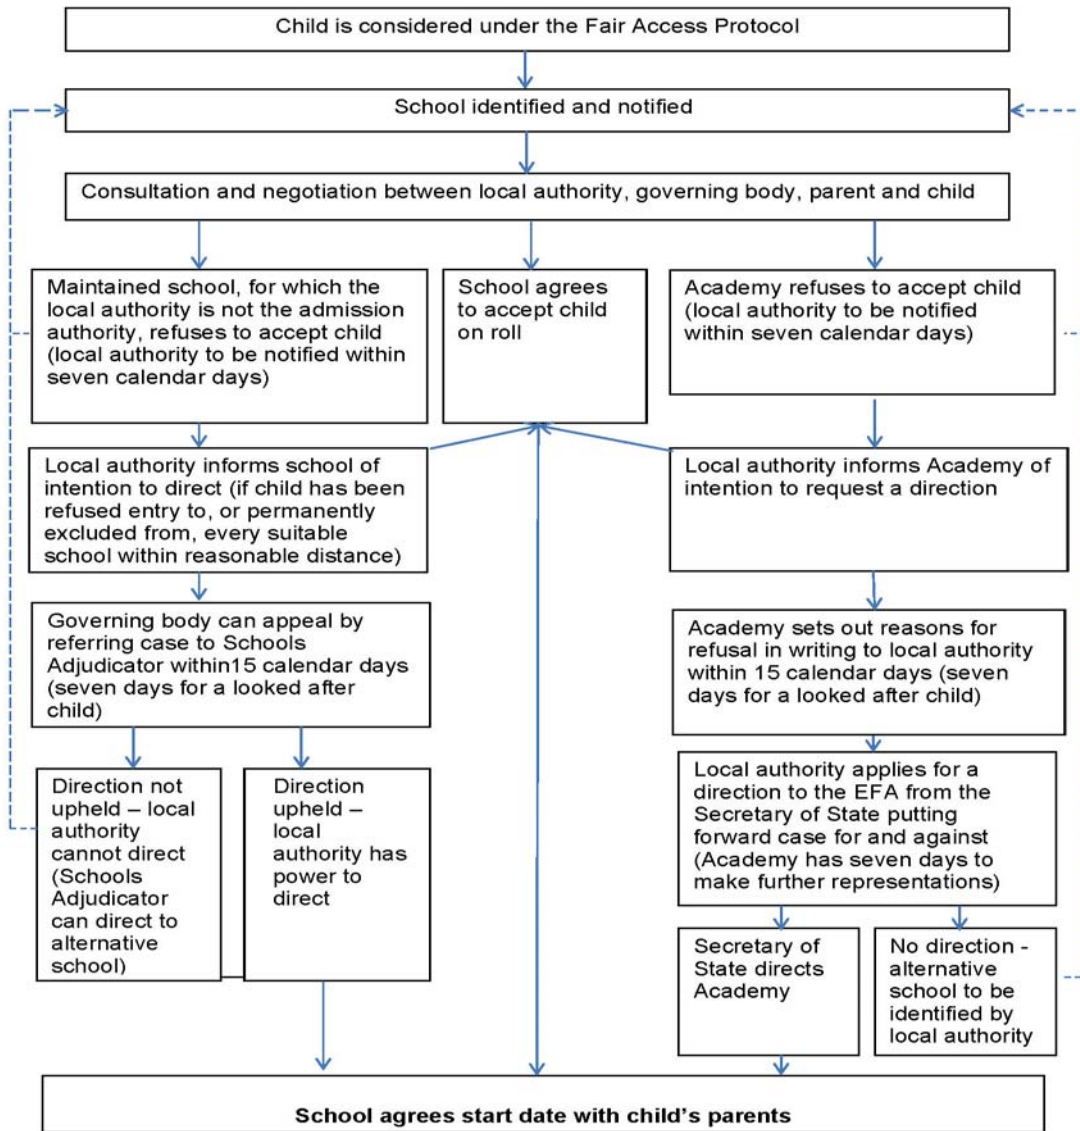 Child is considered under the Fair Access Protocol
School identified and notified
Consultation and negotiation between local authority, governing body, parent and child
Maintained school, for which the
local authority is not the admission
authority, refuses to accept child
(local authority to be notified within
seven calendar days)
School agrees
to accept child
on roll
Academy refuses to accept child
(local authority to be notified
within seven calendar days)
Local authority informs school of
intention to direct (if child has been
refused entry to, or permanently
excluded from, every suitable
school within reasonable distance)
Local authority informs Academy of
intention to request a direction
Governing body can appeal by
referring case to Schools
Adjudicator within15 calendar days
(seven days for a looked after
child)
Academy sets out reasons for
refusal in writing to local authority
within 15 calendar days (seven
days for a looked after child)
Direction not
upheld – local
authority
cannot direct
(Schools
Adjudicator
can direct to
alternative
school)
Direction
upheld –
local
authority has
power to
direct
Local authority applies for a
direction to the EFA from the
Secretary of State putting
forward case for and against
(Academy has seven days to
make further representations)
Secretary of
State directs
Academy
No direction -
alternative
school to be
identified by
local authority
School agrees start date with child's parents